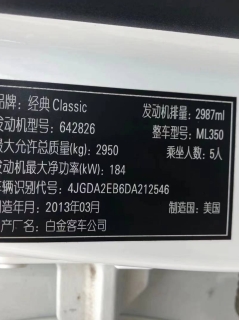 品牌：经典 Classic
发动机排量：2987ml
发动机型号：642826
整车型号：ML350
最大允许总质量(kg)：2950
乘坐人数：5人
发动机最大净功率(kW)：184
车辆识别代号：4JGDA2EB6DA212546
制造年月：2013年03月
制造国：美国
生产厂名：白金客车公司